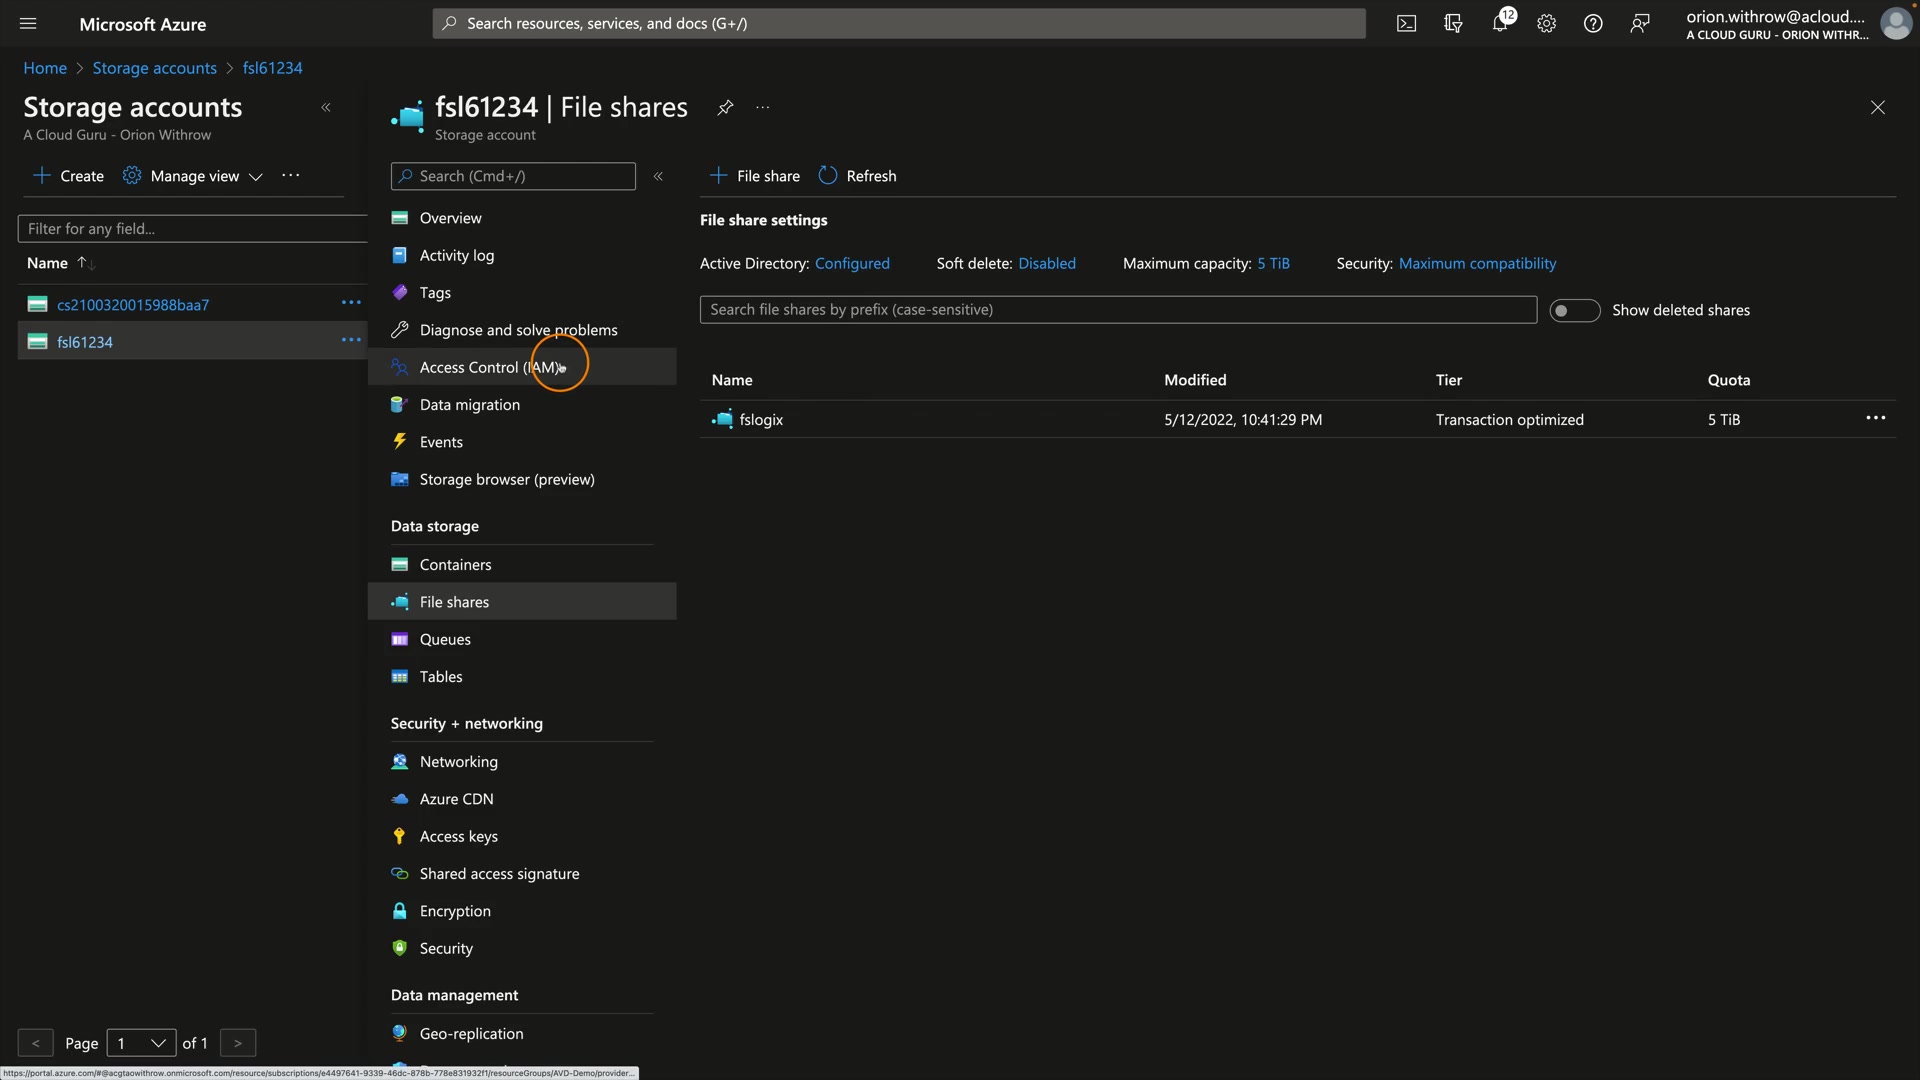 Microsoft Azure
Search resources, services, and docs (G+/)
12
orion.withrow@acloud....
A CLOUD GURU - ORION WITHR...
Home > Storage accounts > fsl61234
Storage accounts
A Cloud Guru - Orion Withrow
Create
Manage view
Filter for any field...
Name
cs2100320015988baa7
fsl61234
Page 1 of 1
fsl61234 | File shares
Storage account
Search (Cmd+/)
Overview
Activity log
Tags
Diagnose and solve problems
Access Control (IAM)
Data migration
Events
Storage browser (preview)
Data storage
Containers
File shares
Queues
Tables
Security + networking
Networking
Azure CDN
Access keys
Shared access signature
Encryption
Security
Data management
Geo-replication
File share
Refresh
File share settings
Active Directory: Configured Soft delete: Disabled Maximum capacity: 5 TiB Security: Maximum compatibility
Search file shares by prefix (case-sensitive)
Show deleted shares
Name Modified Tier Quota
fslogix 5/12/2022, 10:41:29 PM Transaction optimized 5 TiB
https://portal.azure.com/#@acgtaowithrow.onmicrosoft.com/resource/subscriptions/e4497641-9339-46dc-878b-778e831932f1/resourceGroups/AVD-Demo/provider...